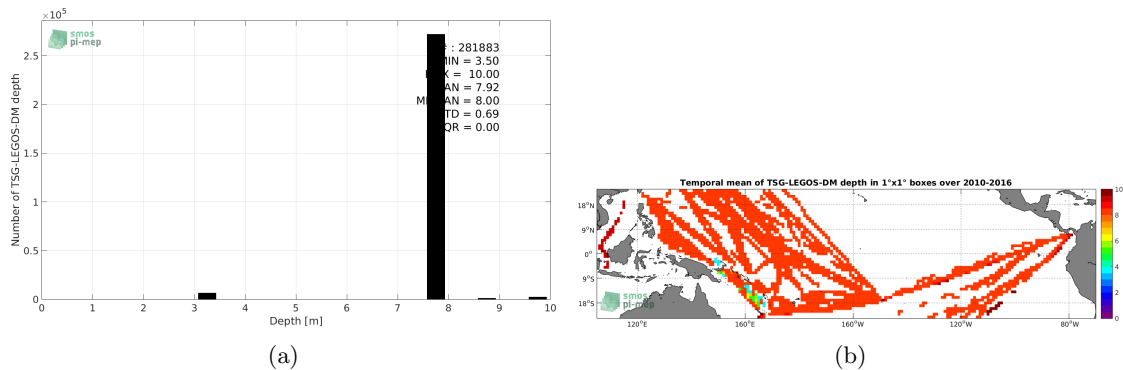 ×10⁵
smos
pi-mep
: 281883
MIN = 3.50
X = 10.00
AN = 7.92
AN = 8.00
TD = 0.69
QR = 0.00
2.5
2
1.5
1
0.5
0
0 1 2 3 4 5 6 7 8 9 10
Number of TSG-LEGOS-DM depth
Depth [m]
(a)
Temporal mean of TSG-LEGOS-DM depth in 1°x1° boxes over 2010-2016
18°N
9°N
0°
9°S
18°S
120°E 160°E 160°W 120°W 80°W
10
8
6
4
2
0
smos
pi-mep
(b)